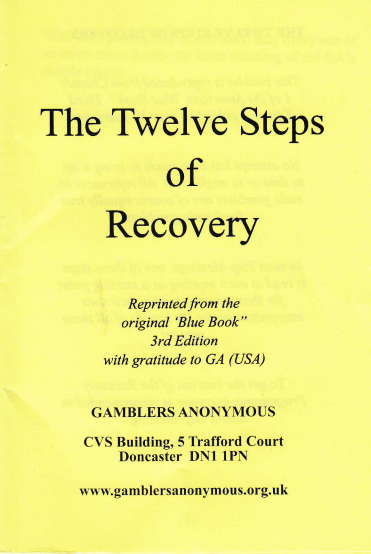 The Twelve Steps
of
Recovery
Reprinted from the
original ‘Blue Book”
3rd Edition
with gratitude to GA (USA)
GAMBLERS ANONYMOUS
CVS Building, 5 Trafford Court
Doncaster DN1 1PN
www.gamblersanonymous.org.uk